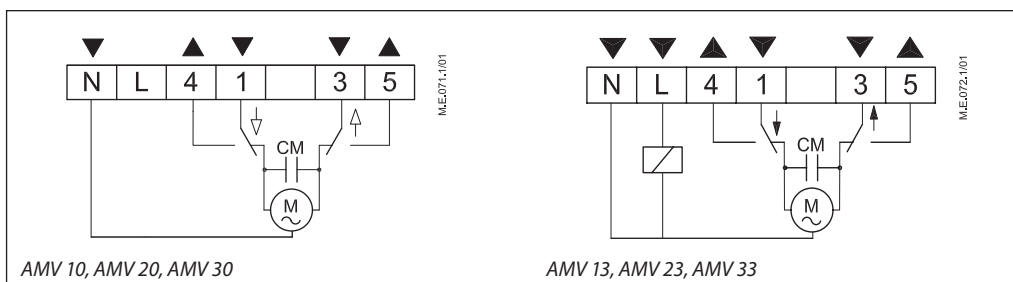 N L 4 1 3 5
M.E.071.1/01
CM
M
AMV 10, AMV 20, AMV 30
N L 4 1 3 5
M.E.072.1/01
CM
M
AMV 13, AMV 23, AMV 33